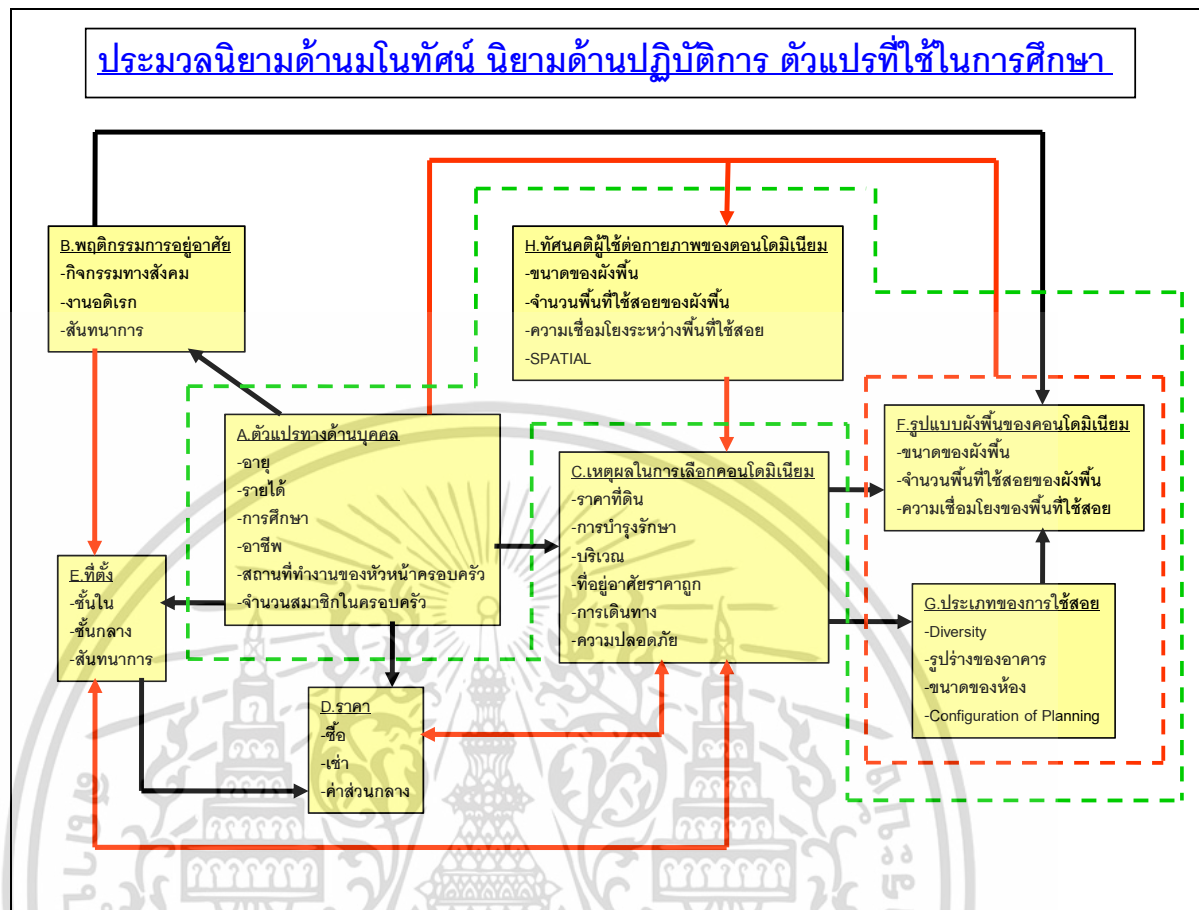 ประมวลนิยามด้านมโนทัศน์ นิยามด้านปฏิบัติการ ตัวแปรที่ใช้ในการศึกษา
B.พฤติกรรมการอยู่อาศัย
-กิจกรรมทางสังคม
-งานอดิเรก
-สันทนาการ
H.ทัศนคติผู้ใช้ต่อกายภาพของตอนโดมิเนียม
-ขนาดของผังพื้น
-จำนวนพื้นที่ใช้สอยของผังพื้น
-ความเชื่อมโยงระหว่างพื้นที่ใช้สอย
-SPATIAL
A.ตัวแปรทางด้านบุคคล
-อายุ
-รายได้
-การศึกษา
-อาชีพ
-สถานที่ทำงานของหัวหน้าครอบครัว
-จำนวนสมาชิกในครอบครัว
C.เหตุผลในการเลือกคอนโดมิเนียม
-ราคาที่ดิน
-การบำรุงรักษา
-บริเวณ
-ที่อยู่อาศัยราคาถูก
-การเดินทาง
-ความปลอดภัย
F.รูปแบบผังพื้นของคอนโดมิเนียม
-ขนาดของผังพื้น
-จำนวนพื้นที่ใช้สอยของผังพื้น
-ความเชื่อมโยงของพื้นที่ใช้สอย
E.ที่ตั้ง
-ชั้นใน
-ชั้นกลาง
-สันทนาการ
G.ประเภทของการใช้สอย
-Diversity
-รูปร่างของอาคาร
-ขนาดของห้อง
-Configuration of Planning
D.ราคา
-ซื้อ
-เช่า
-ค่าส่วนกลาง